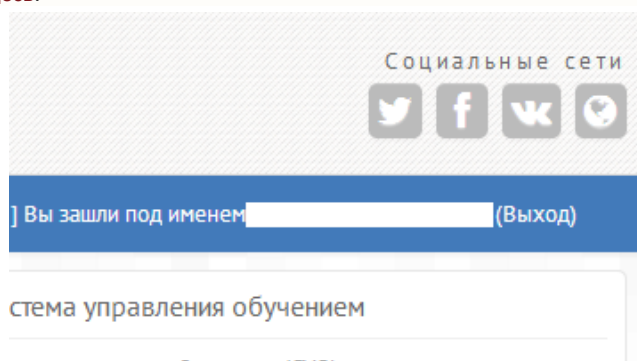 Социальные сети
] Вы зашли под именем (Выход)
стема управления обучением